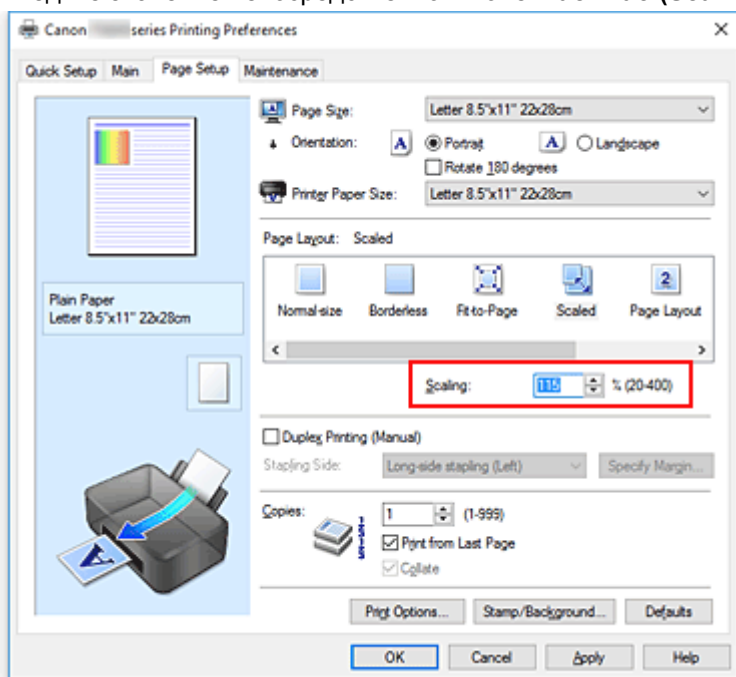 Canon series Printing Preferences
Quick Setup Main Page Setup Maintenance
Page Size: Letter 8.5"x11" 22x28cm
Orientation: A Portrait A Landscape
Rotate 180 degrees
Printer Paper Size: Letter 8.5"x11" 22x28cm
Page Layout: Scaled
Normal-size Borderless Fit-to-Page Scaled 2 Page Layout
Plain Paper
Letter 8.5"x11" 22x28cm
Scaling: 115 % (20-400)
Duplex Printing (Manual)
Stapling Side: Long-side stapling (Left) Specify Margin...
Copies: 1 (1-999)
Print from Last Page
Collate
A
Print Options... Stamp/Background... Defaults
OK Cancel Apply Help